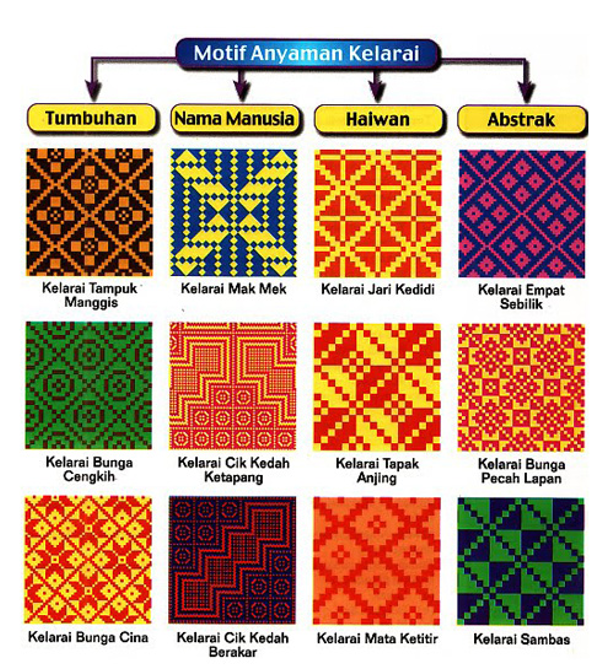 Motif Anyaman Kelarai
Tumbuhan
Nama Manusia
Haiwan
Abstrak
Kelarai Tampuk
Manggis
Kelarai Mak Mek
Kelarai Jari Kedidi
Kelarai Empat
Sebilik
Kelarai Bunga
Cengkih
Kelarai Cik Kedah
Ketapang
Kelarai Tapak
Anjing
Kelarai Bunga
Pecah Lapan
Kelarai Bunga Cina
Kelarai Cik Kedah
Berakar
Kelarai Mata Ketitir
Kelarai Sambas